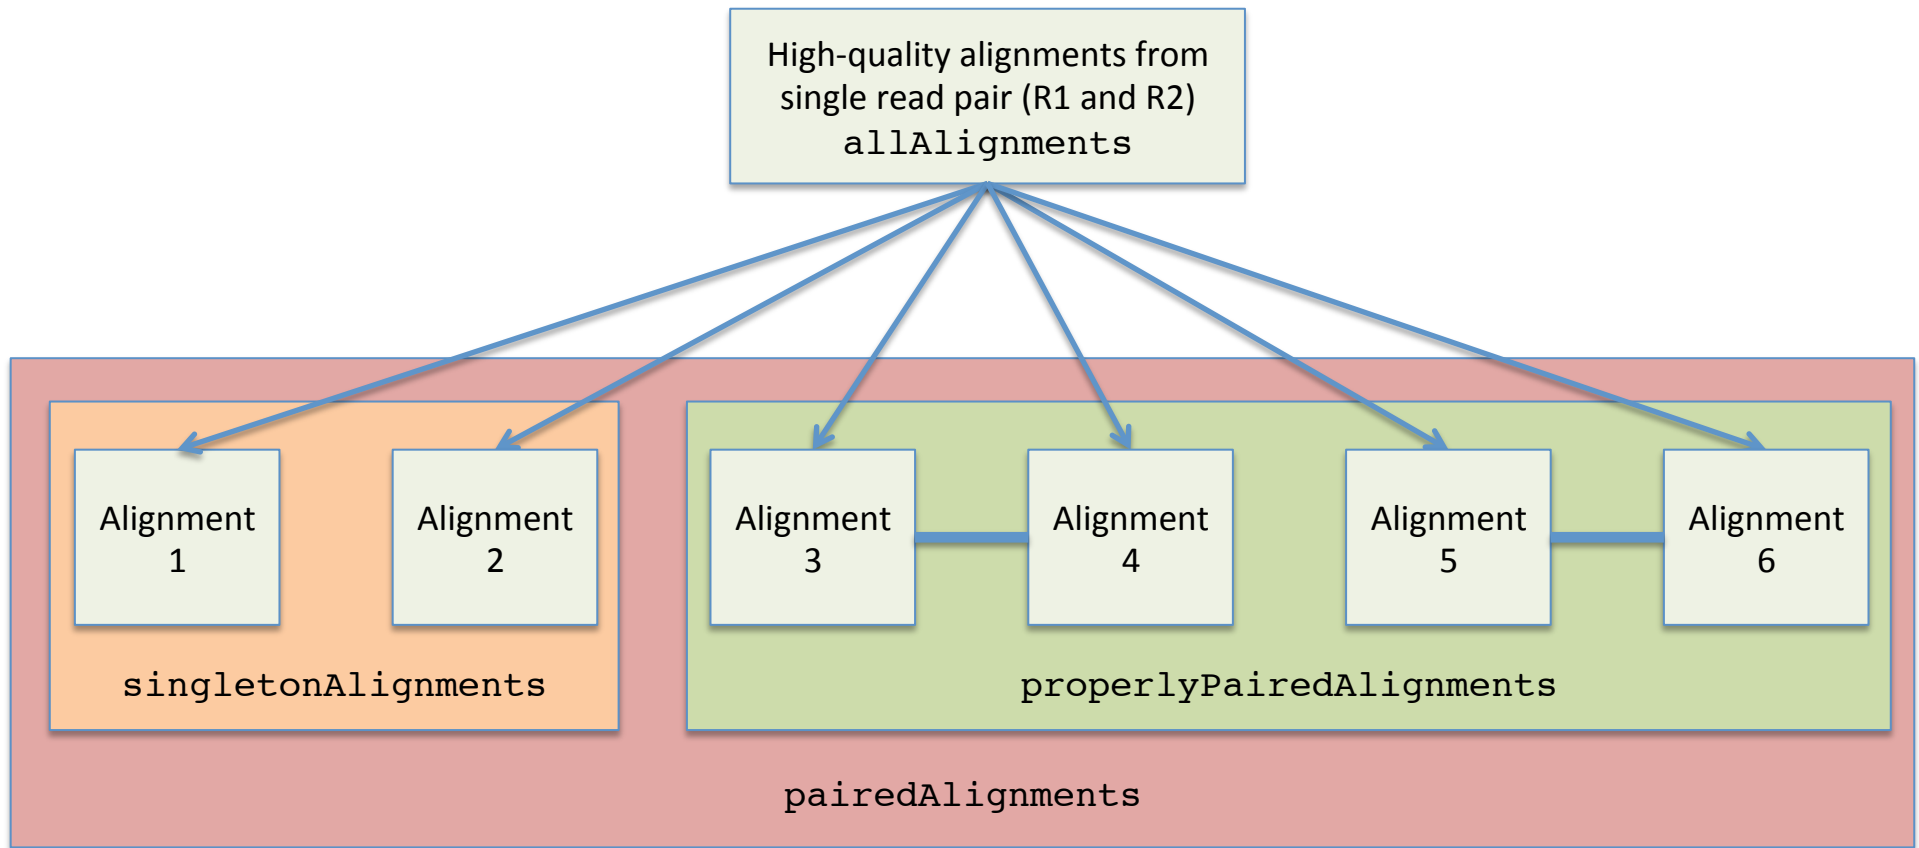 High-quality alignments from
single read pair (R1 and R2)
allAlignments
Alignment
1
Alignment
2
Alignment
3
Alignment
4
Alignment
5
Alignment
6
singletonAlignments
properlyPairedAlignments
pairedAlignments